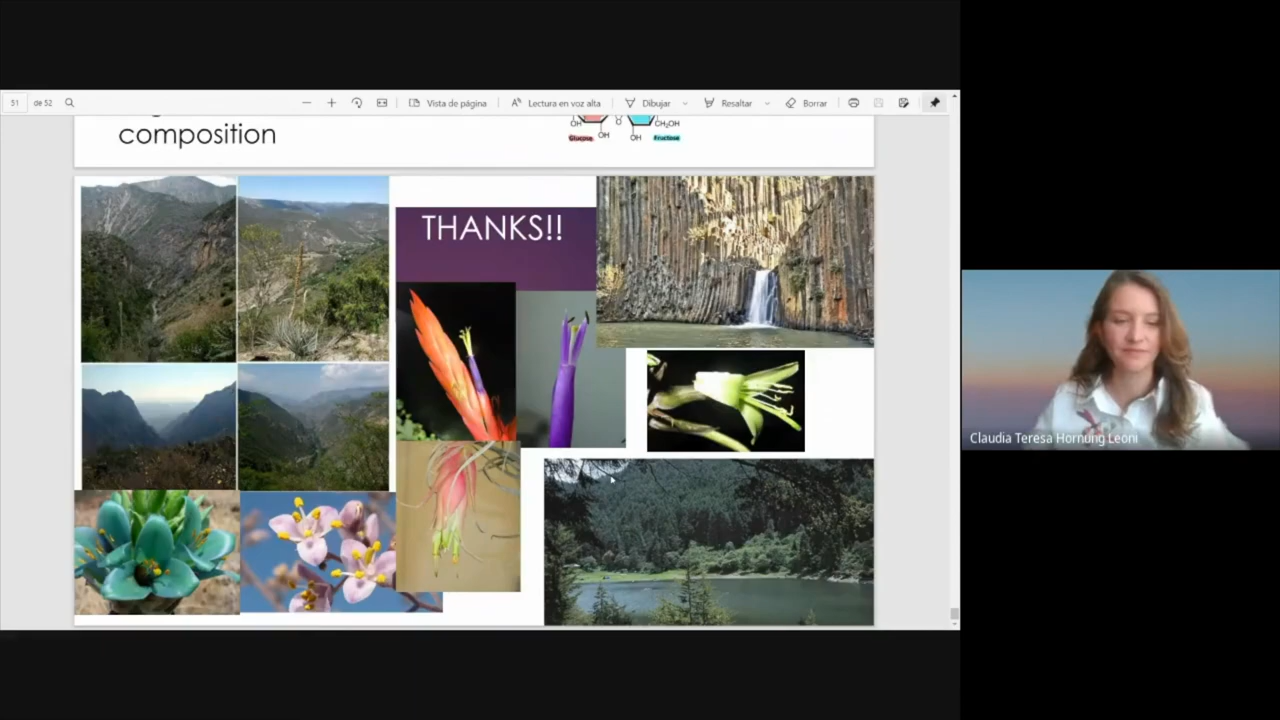 51 de 52 Vista de página Lectura en voz alta Dibujar Resaltar Borrar
composition
OH OH O OH CH₂OH
Glucose Fructose
THANKS!!
Claudia Teresa Hornung Leoni